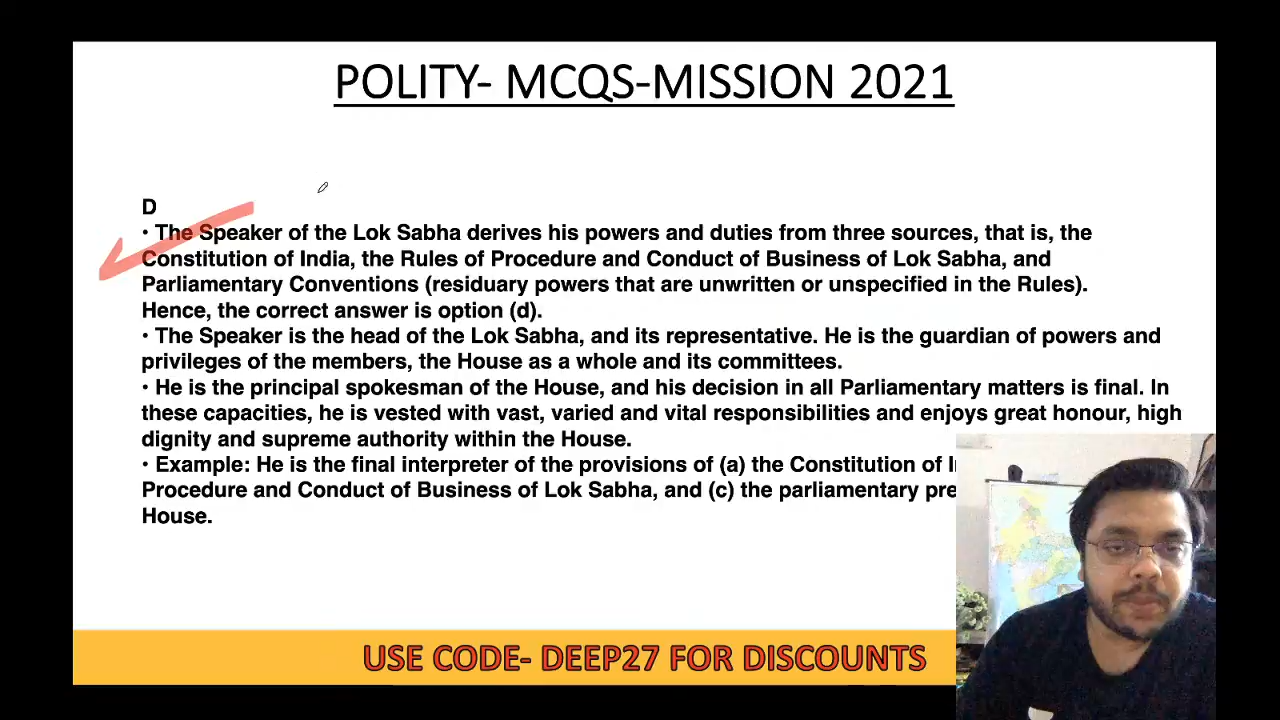 POLITY- MCQS-MISSION 2021
D
• The Speaker of the Lok Sabha derives his powers and duties from three sources, that is, the
Constitution of India, the Rules of Procedure and Conduct of Business of Lok Sabha, and
Parliamentary Conventions (residuary powers that are unwritten or unspecified in the Rules).
Hence, the correct answer is option (d).
• The Speaker is the head of the Lok Sabha, and its representative. He is the guardian of powers and
privileges of the members, the House as a whole and its committees.
• He is the principal spokesman of the House, and his decision in all Parliamentary matters is final. In
these capacities, he is vested with vast, varied and vital responsibilities and enjoys great honour, high
dignity and supreme authority within the House.
• Example: He is the final interpreter of the provisions of (a) the Constitution of
Procedure and Conduct of Business of Lok Sabha, and (c) the parliamentary
House.
USE CODE- DEEP27 FOR DISCOUNTS